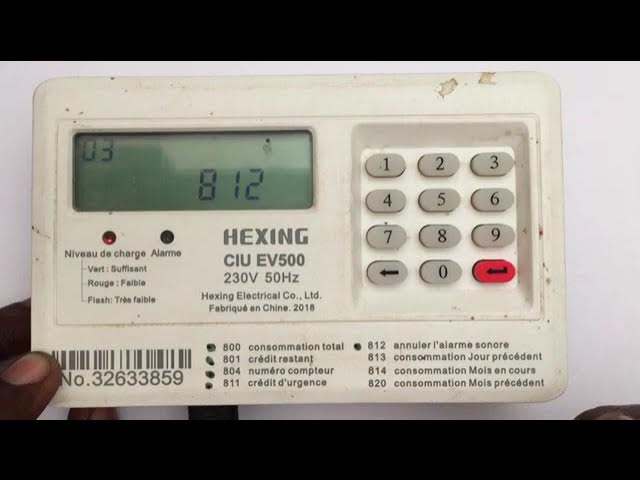 03
812
1 2 3
4 5 6
7 8 9
← 0 ↵
Niveau de charge Alarme
Vert : Suffisant
Rouge : Faible
Flash: Très faible
HEXING
CIU EV500
230V 50Hz
Hexing Electrical Co., Ltd.
Fabriqué en Chine. 2018
No.32633859
800 consommation total
801 crédit restant
804 numéro compteur
811 crédit d'urgence
812 annuler l'alarme sonore
813 consommation Jour précédent
814 consommation Mois en cours
820 consommation Mois précédent